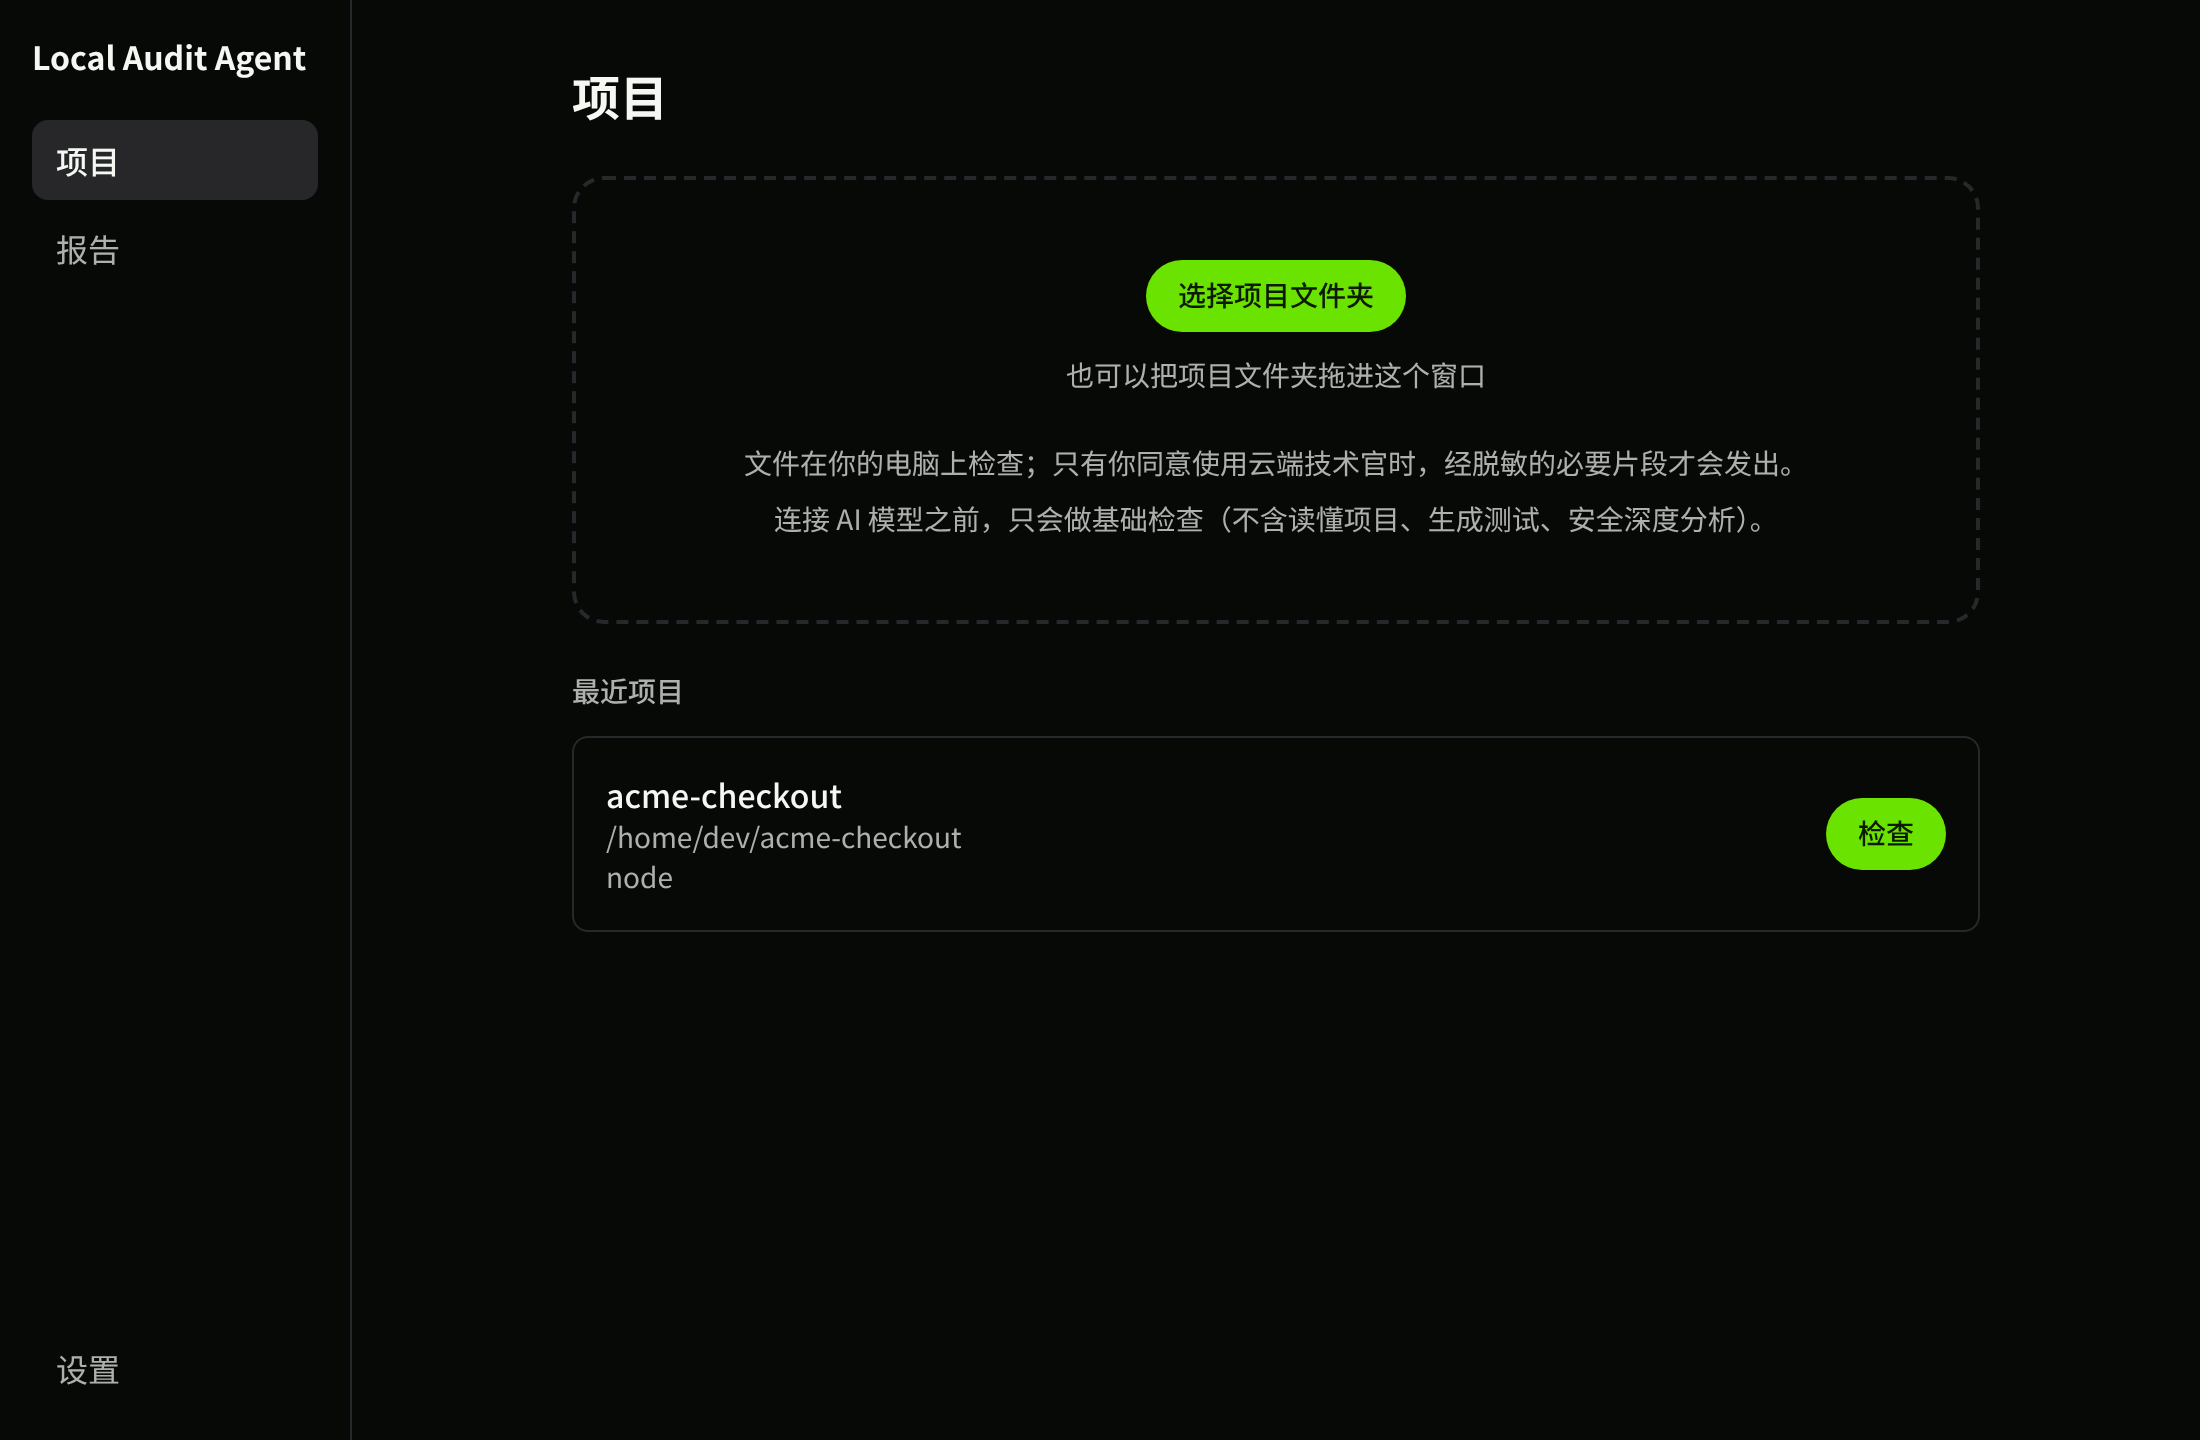 Local Audit Agent
项目
报告
设置
项目
选择项目文件夹
也可以把项目文件夹拖进这个窗口
文件在你的电脑上检查；只有你同意使用云端技术官时，经脱敏的必要片段才会发出。
连接 AI 模型之前，只会做基础检查（不含读懂项目、生成测试、安全深度分析）。
最近项目
acme-checkout
/home/dev/acme-checkout
node
检查